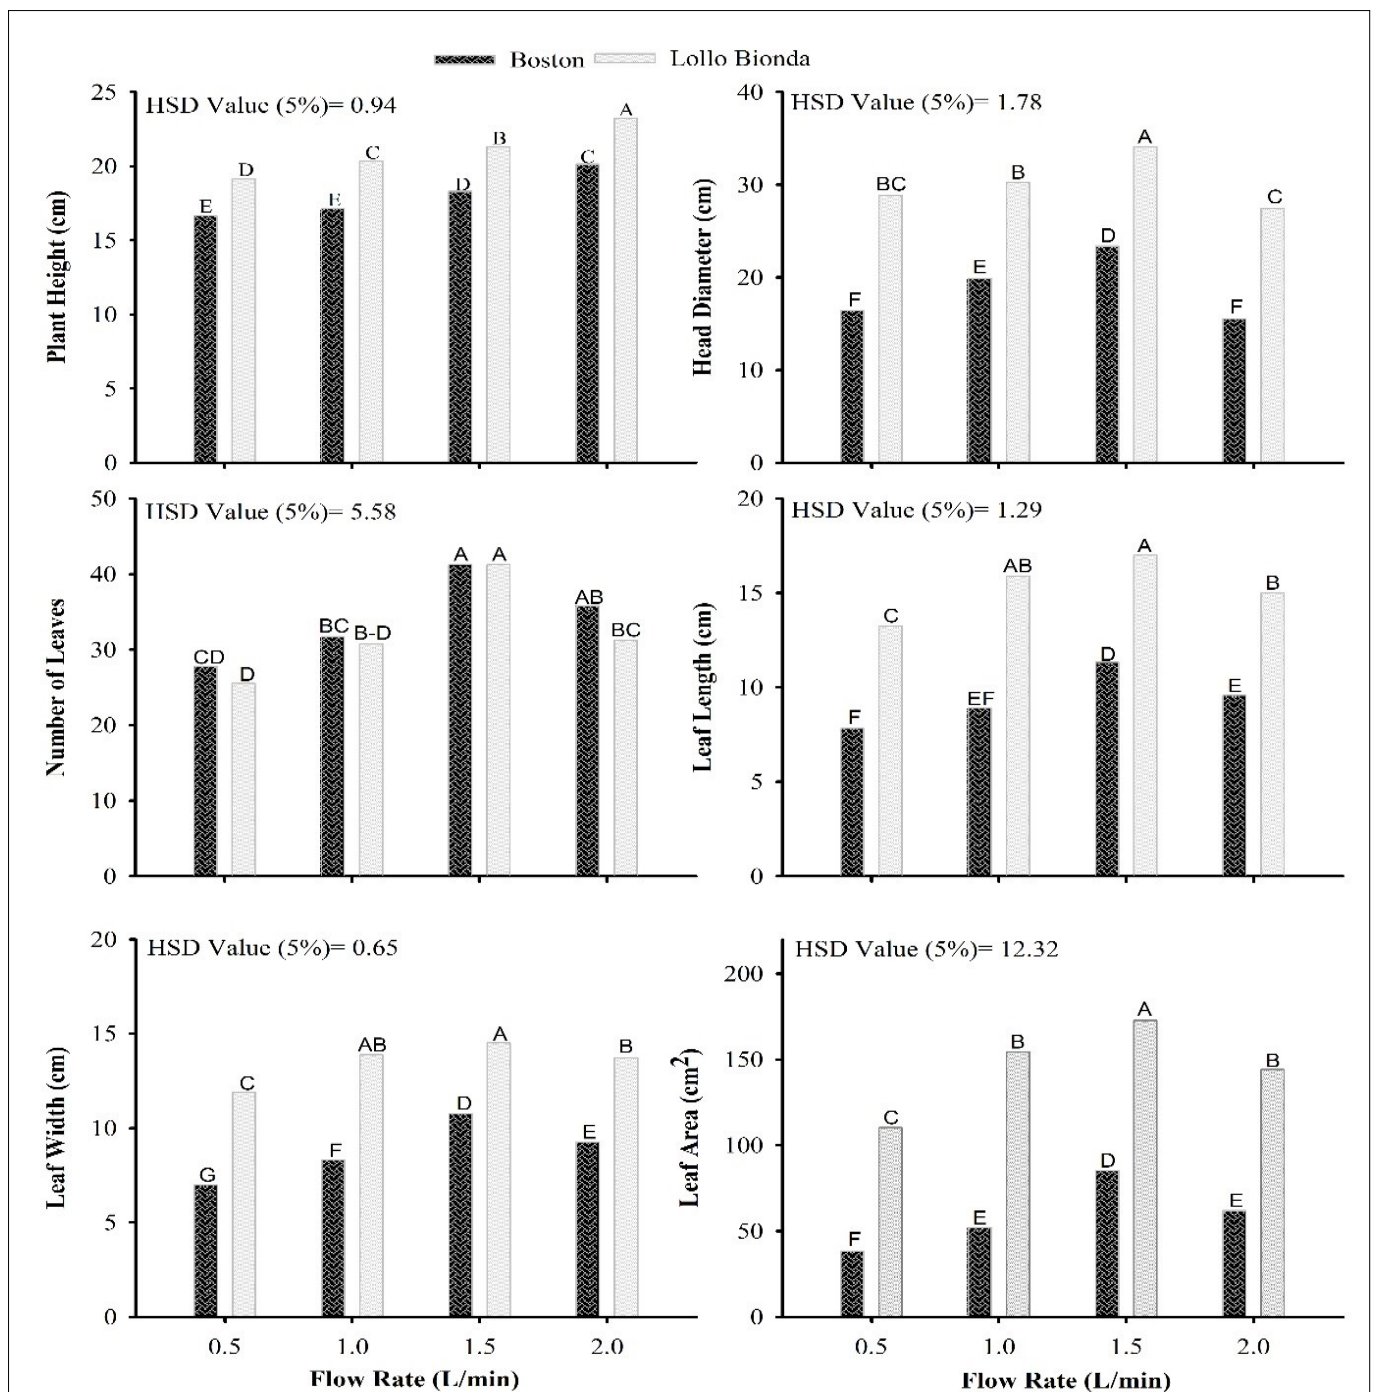 Boston Lollo Bionda
HSD Value (5%)= 0.94
25
20
15
10
5
0
Plant Height (cm)
E D E C D B C A
HSD Value (5%)= 1.78
40
30
20
10
0
Head Diameter (cm)
F BC E B D A F C
HSD Value (5%)= 5.58
50
40
30
20
10
0
Number of Leaves
CD D BC B-D A A AB BC
HSD Value (5%)= 1.29
20
15
10
5
0
Leaf Length (cm)
F C EF AB D A E B
HSD Value (5%)= 0.65
20
15
10
5
0
Leaf Width (cm)
G C F AB D A E B
0.5 1.0 1.5 2.0
Flow Rate (L/min)
HSD Value (5%)= 12.32
200
150
100
50
0
Leaf Area (cm²)
F C E B D A E B
0.5 1.0 1.5 2.0
Flow Rate (L/min)